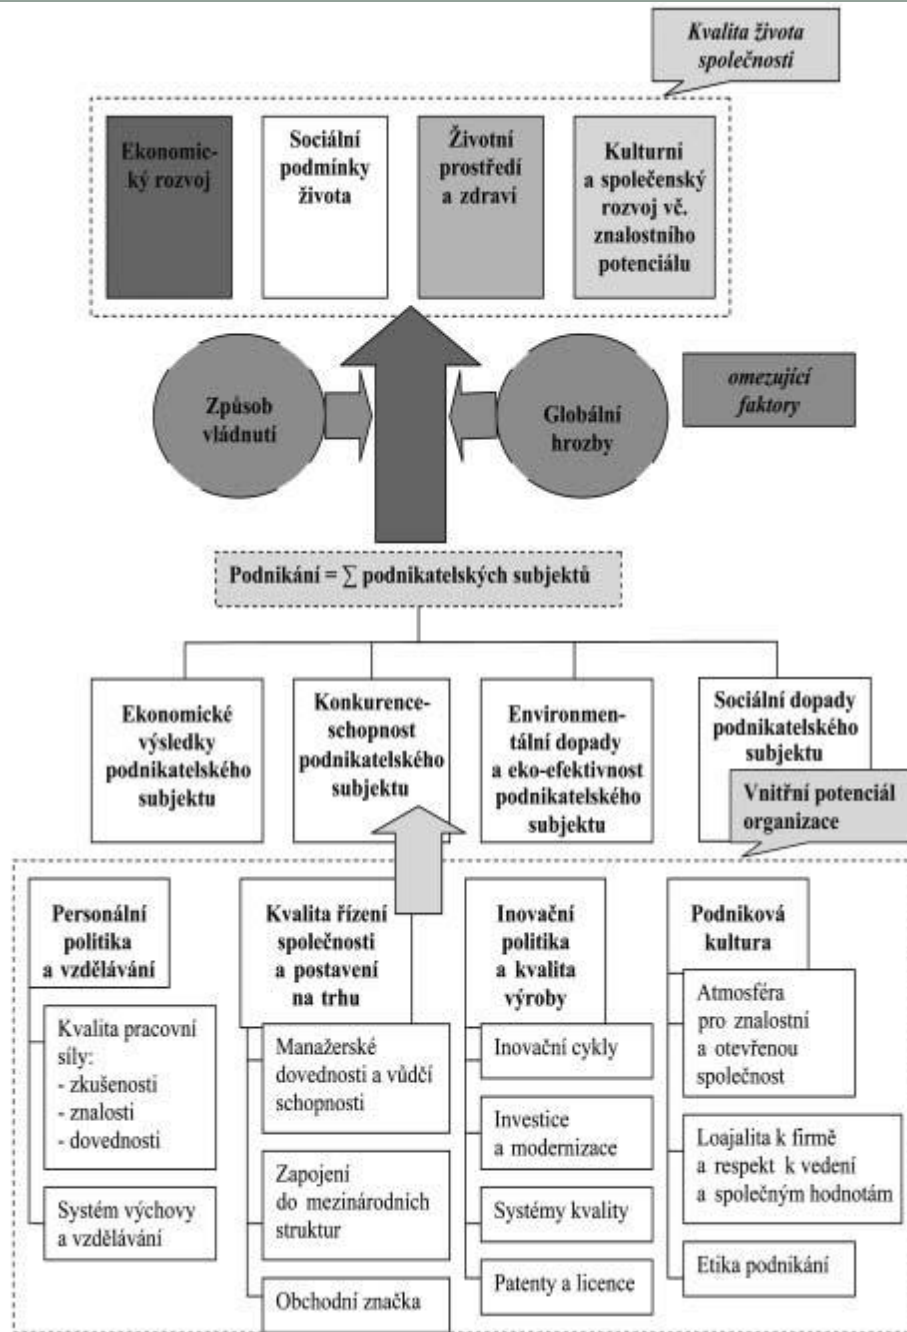 Kvalita života
společnosti
Ekonomic-
ký rozvoj
Sociální
podmínky
života
Životní
prostředí
a zdraví
Kulturní
a společenský
rozvoj vč.
znalostního
potenciálu
Způsob
vládnutí
Globální
hrozby
omezující
faktory
Podnikání = ∑ podnikatelských subjektů
Ekonomické
výsledky
podnikatelského
subjektu
Konkurence-
schopnost
podnikatelského
subjektu
Environmen-
tální dopady
a eko-efektivnost
podnikatelského
subjektu
Sociální dopady
podnikatelského
subjektu
Vnitřní potenciál
organizace
Personální
politika
a vzdělávání
Kvalita pracovní
síly:
- zkušenosti
- znalosti
- dovednosti
Systém výchovy
a vzdělávání
Kvalita řízení
společnosti
a postavení
na trhu
Manažerské
dovednosti a vůdčí
schopnosti
Zapojení
do mezinárodních
struktur
Obchodní značka
Inovační
politika
a kvalita
výroby
Inovační cykly
Investice
a modernizace
Systémy kvality
Patenty a licence
Podniková
kultura
Atmosféra
pro znalostní
a otevřenou
společnost
Loajalita k firmě
a respekt k vedení
a společným hodnotám
Etika podnikání